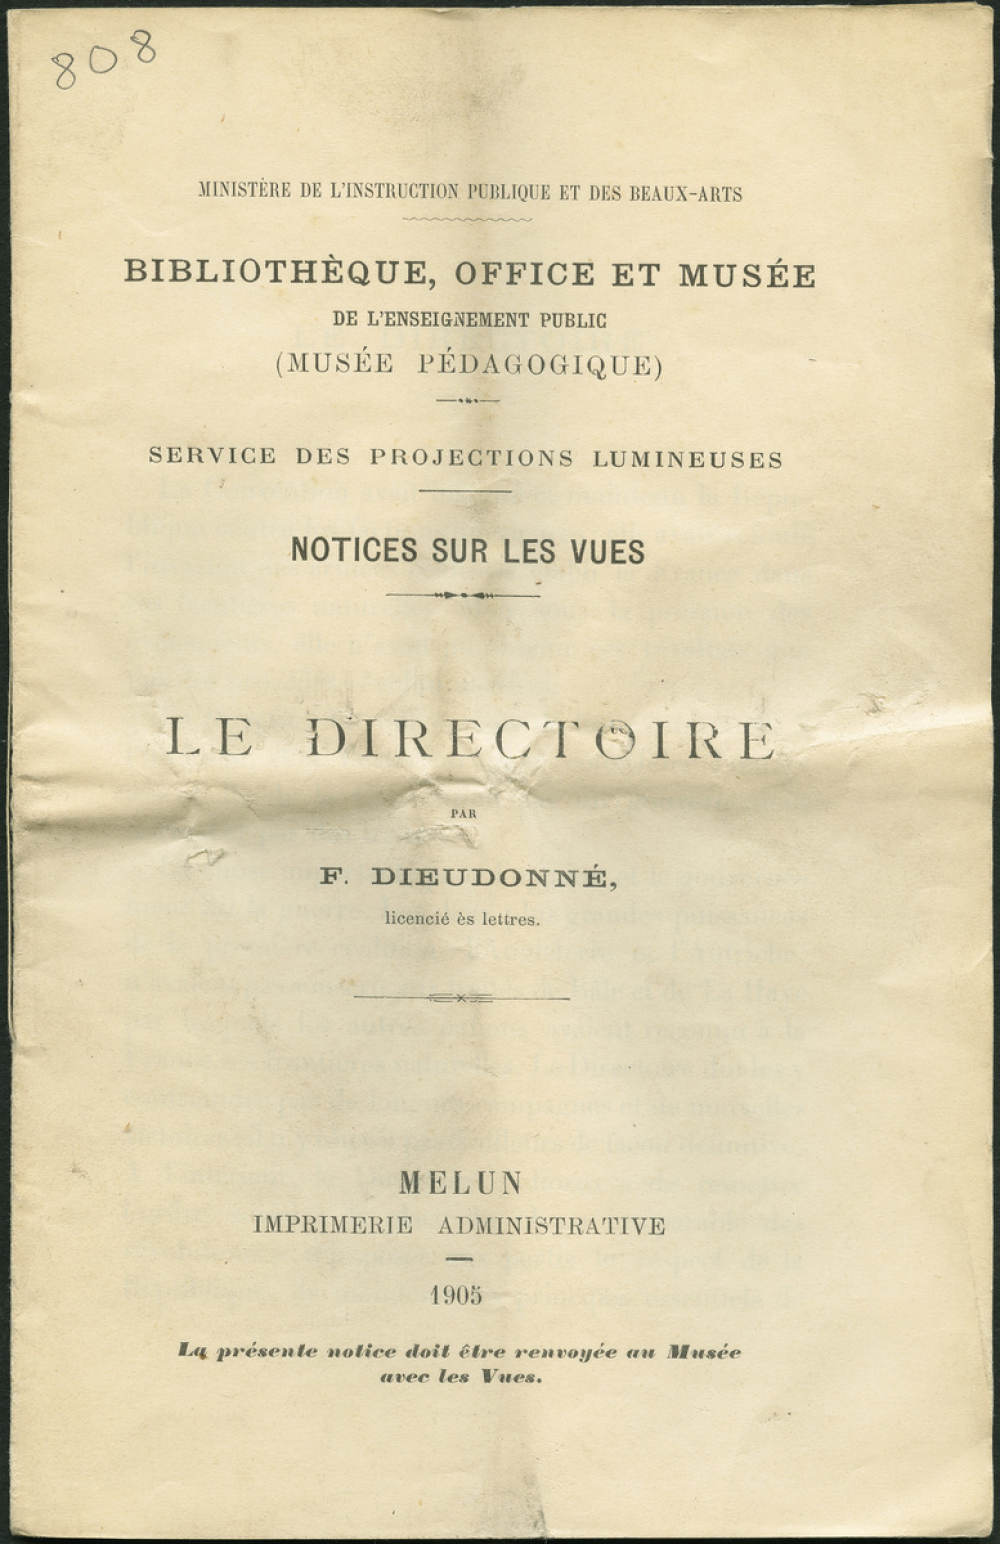 808
MINISTÈRE DE L'INSTRUCTION PUBLIQUE ET DES BEAUX-ARTS
BIBLIOTHÈQUE, OFFICE ET MUSÉE
DE L'ENSEIGNEMENT PUBLIC
(MUSÉE PÉDAGOGIQUE)
SERVICE DES PROJECTIONS LUMINEUSES
NOTICES SUR LES VUES
LE DIRECTOIRE
PAR
F. DIEUDONNÉ,
licencié ès lettres.
MELUN
IMPRIMERIE ADMINISTRATIVE
1905
La présente notice doit être renvoyée au Musée
avec les Vues.